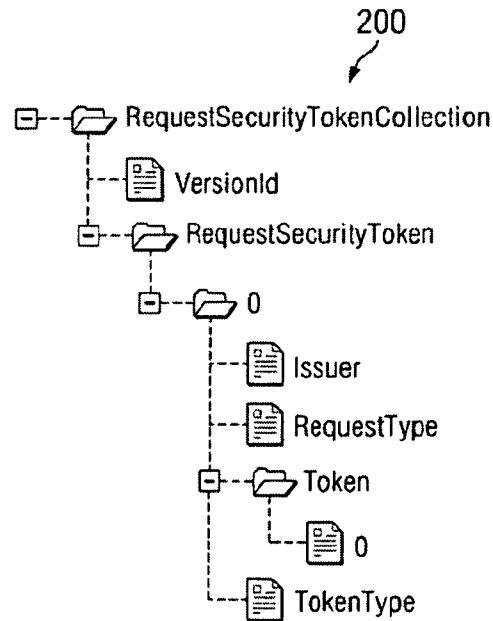 200
RequestSecurityTokenCollection
VersionId
RequestSecurityToken
0
Issuer
RequestType
Token
0
TokenType